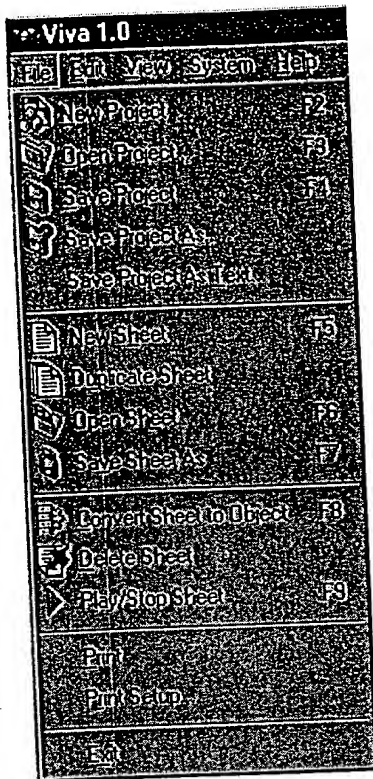 Viva 1.0
File Edit View System Help
New Project F2
Open Project... F3
Save Project F4
Save Project As...
Save Project As Text...
New Sheet F5
Duplicate Sheet
Open Sheet... F6
Save Sheet As... F7
Convert Sheet to Object F8
Delete Sheet
Play/Stop Sheet F9
Print
Print Setup...
Exit